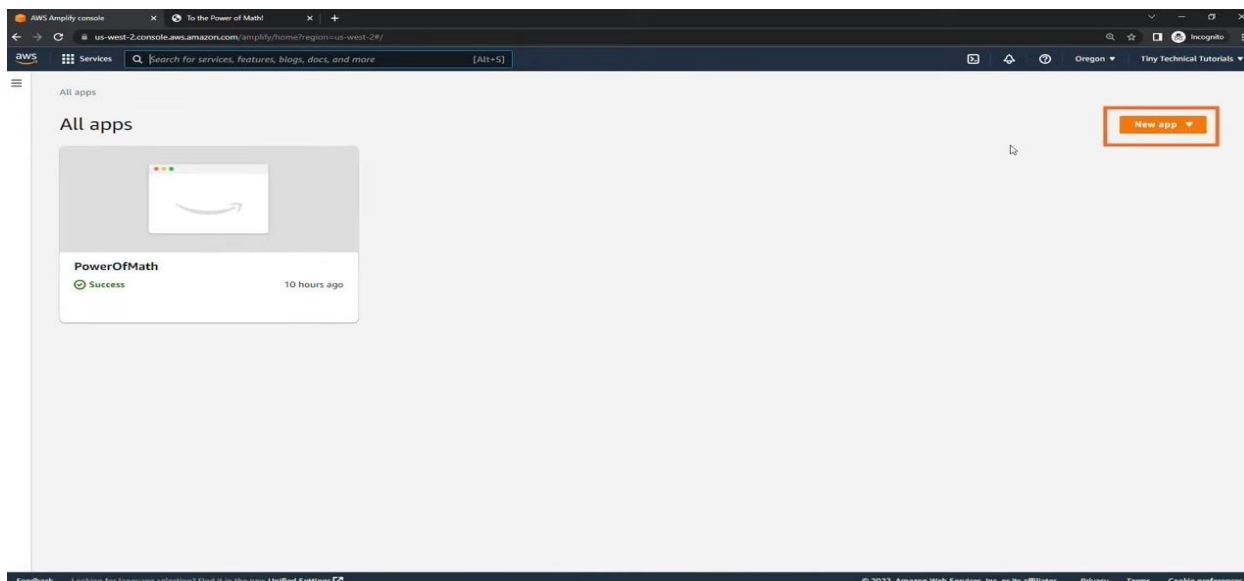 AWS Amplify console To the Power of Math!
us-west-2.console.aws.amazon.com/amplify/home?region=us-west-2#/ Incognito
aws Services Search for services, features, blogs, docs, and more [Alt+S] Oregon Tiny Technical Tutorials
All apps
All apps
New app
PowerOfMath
Success 10 hours ago
Feedback Looking for language selection? Find it in the new Unified Settings © 2022, Amazon Web Services, Inc. or its affiliates. Privacy Terms Cookie preferences